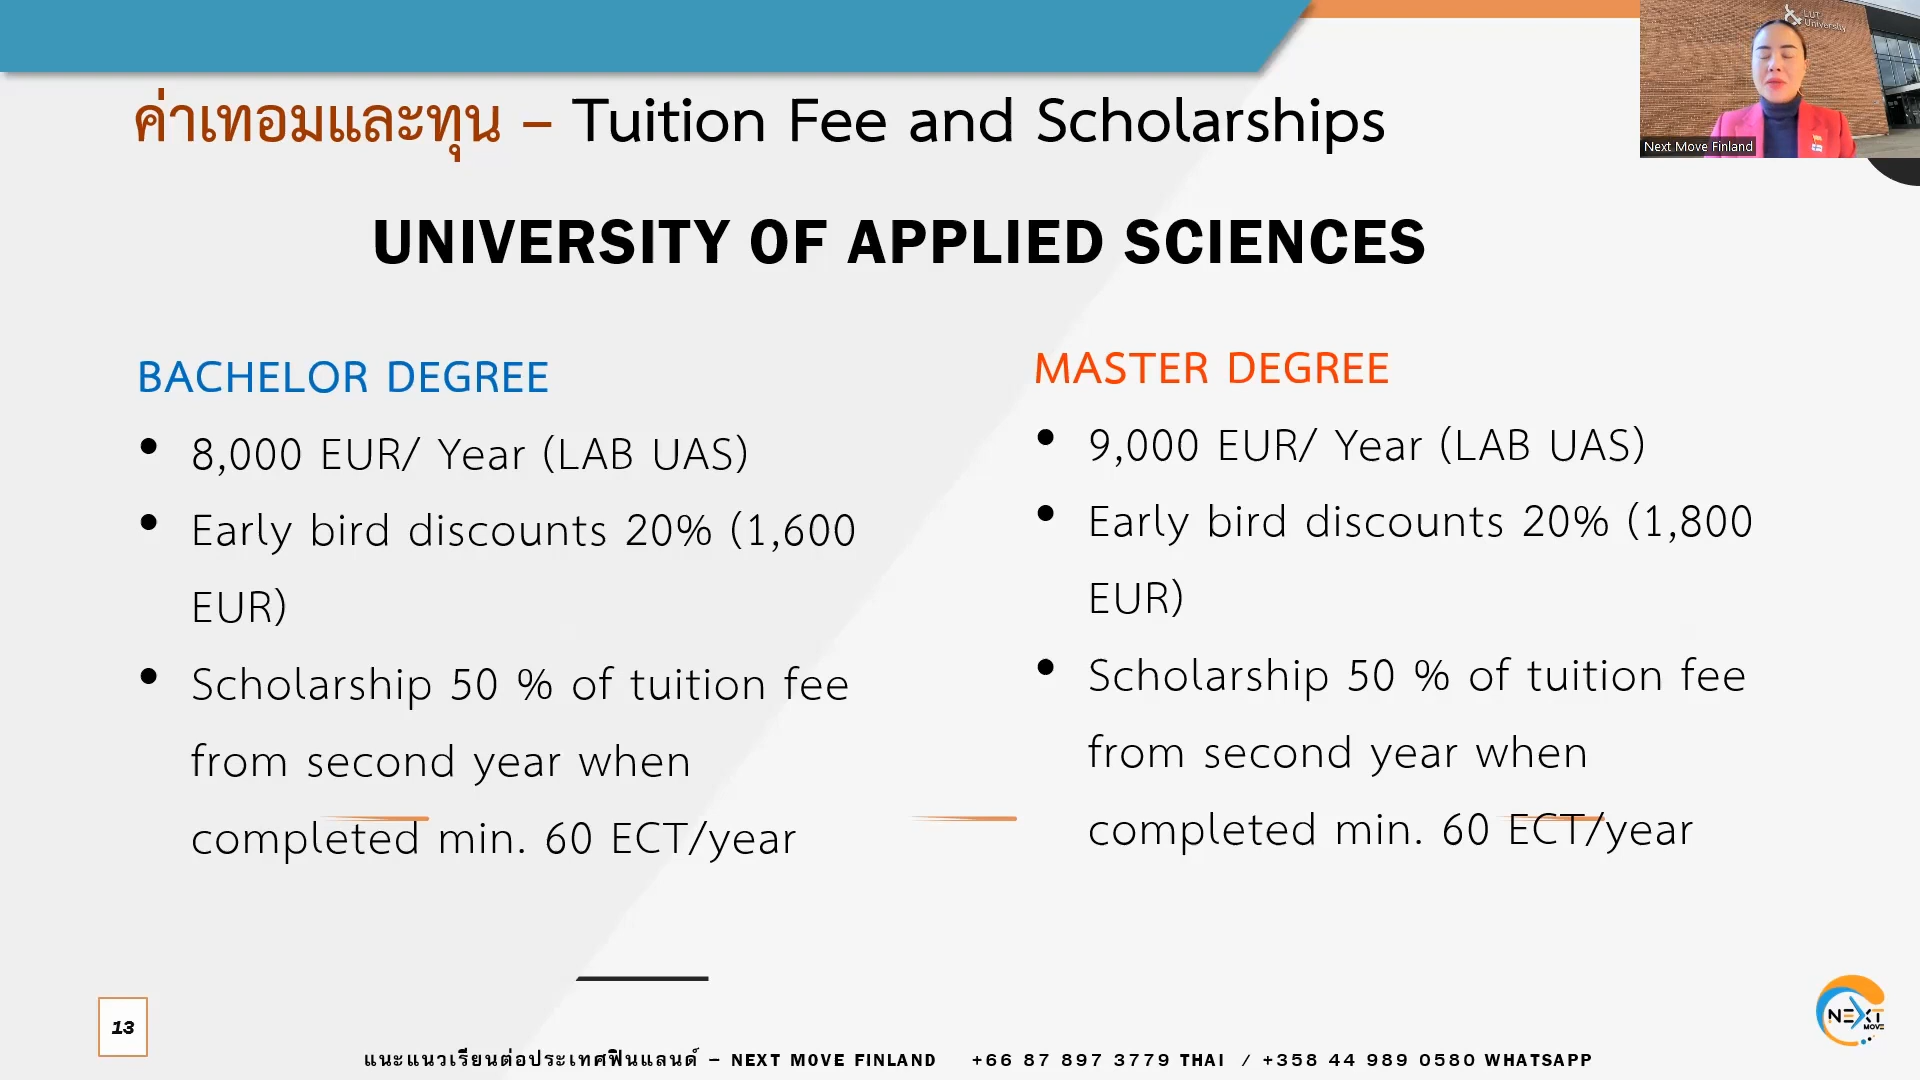 ค่าเทอมและทุน – Tuition Fee and Scholarships
LUT
University
Next Move Finland
UNIVERSITY OF APPLIED SCIENCES
BACHELOR DEGREE
• 8,000 EUR/ Year (LAB UAS)
• Early bird discounts 20% (1,600
EUR)
• Scholarship 50 % of tuition fee
from second year when
completed min. 60 ECT/year
MASTER DEGREE
• 9,000 EUR/ Year (LAB UAS)
• Early bird discounts 20% (1,800
EUR)
• Scholarship 50 % of tuition fee
from second year when
completed min. 60 ECT/year
NEXT
MOVE
13
แนะแนวเรียนต่อประเทศฟินแลนด์ – NEXT MOVE FINLAND +66 87 897 3779 THAI / +358 44 989 0580 WHATSAPP